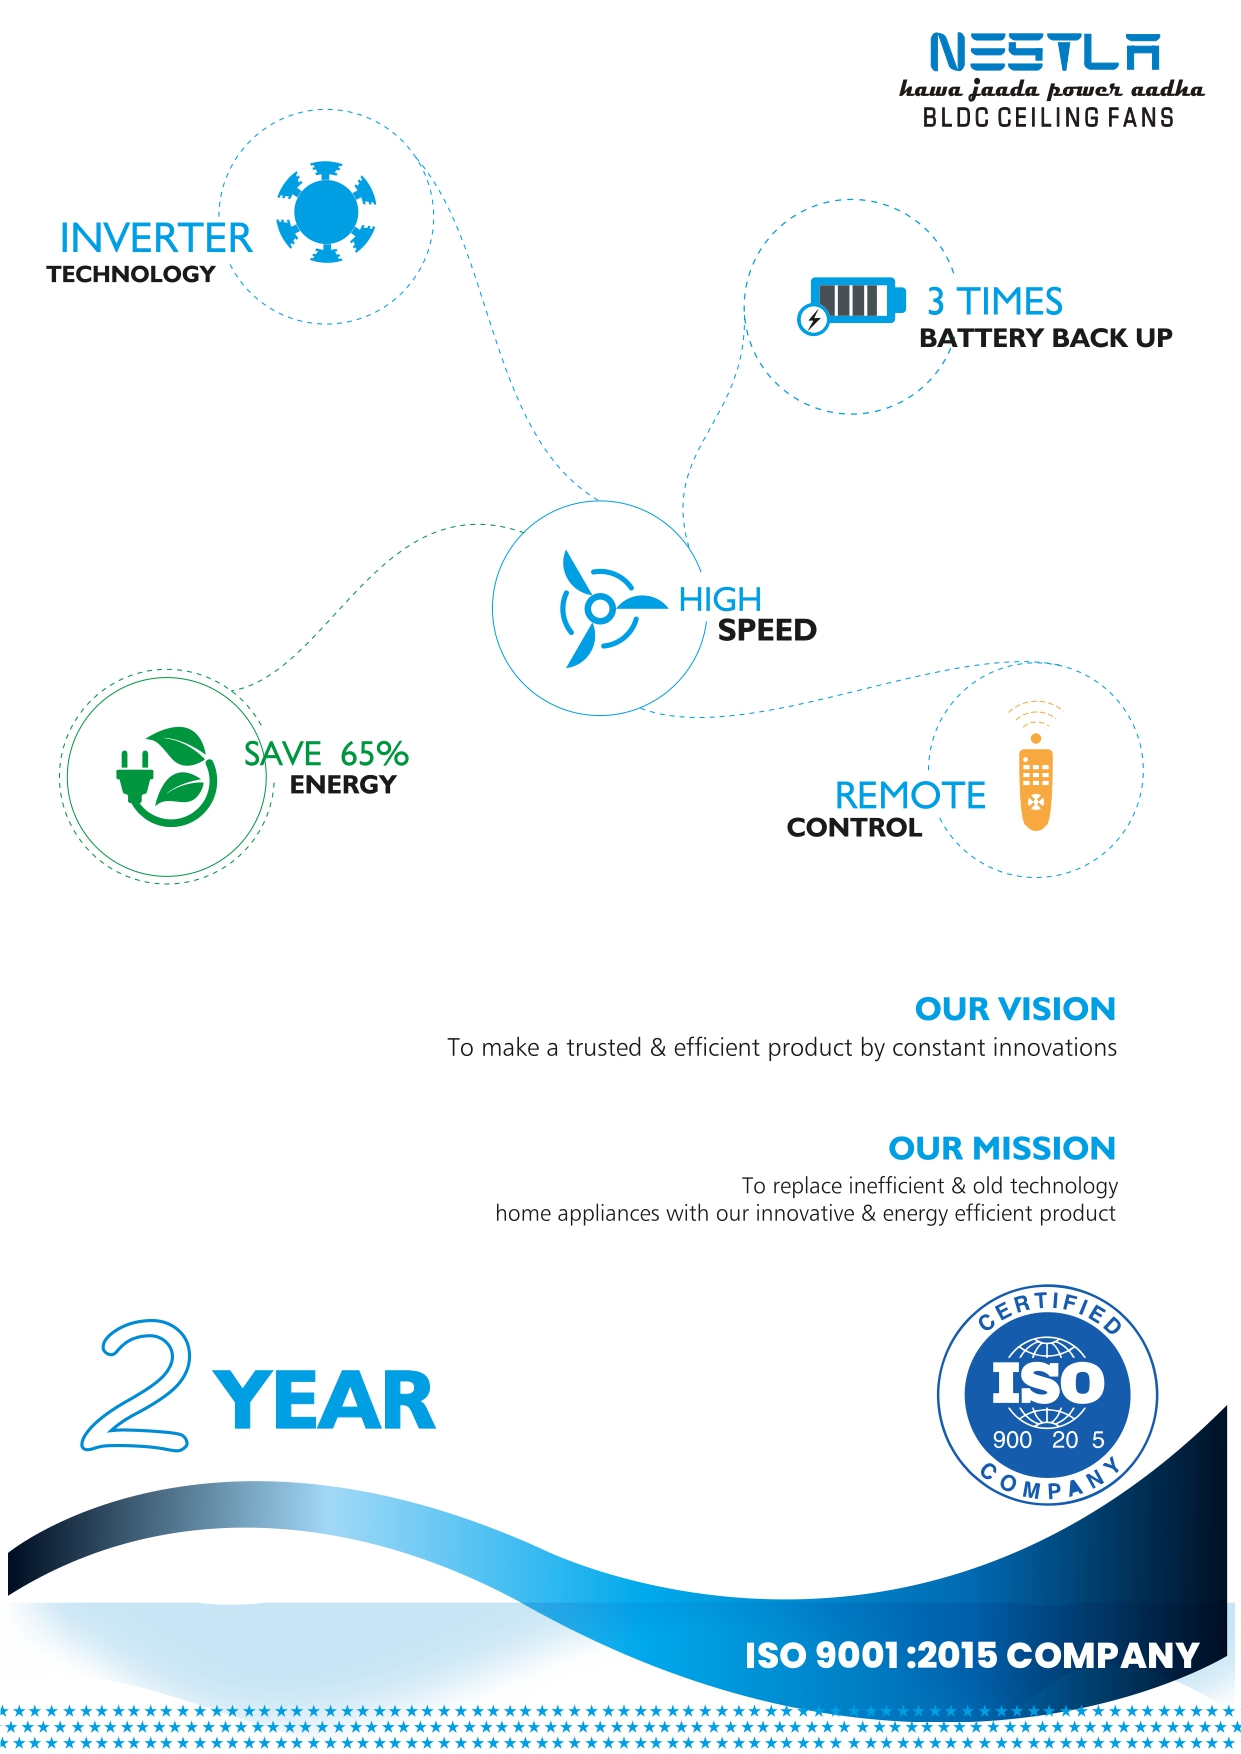 NESTLA
hawa jaada power aadha
BLDC CEILING FANS
INVERTER
TECHNOLOGY
3 TIMES
BATTERY BACK UP
HIGH
SPEED
SAVE 65%
ENERGY
REMOTE
CONTROL
OUR VISION
To make a trusted & efficient product by constant innovations
OUR MISSION
To replace inefficient & old technology
home appliances with our innovative & energy efficient product
2 YEAR
CERTIFIED
ISO
900 20 5
COMPANY
ISO 9001 :2015 COMPANY